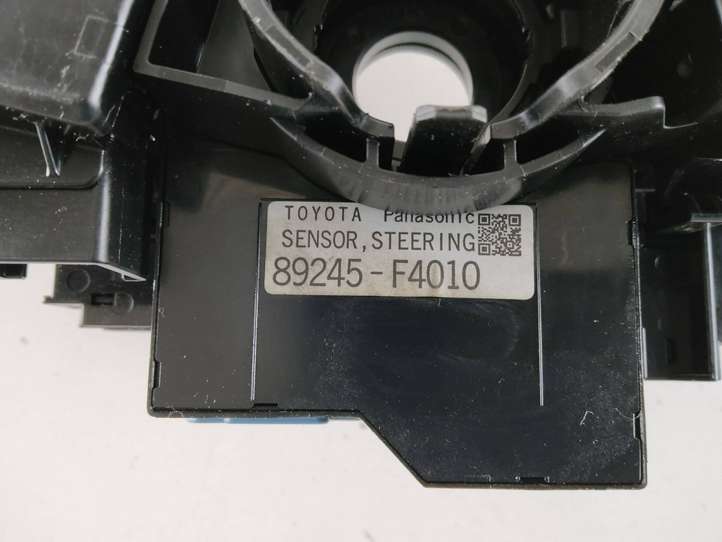 TOYOTA Panasonic
SENSOR, STEERING
89245-F4010